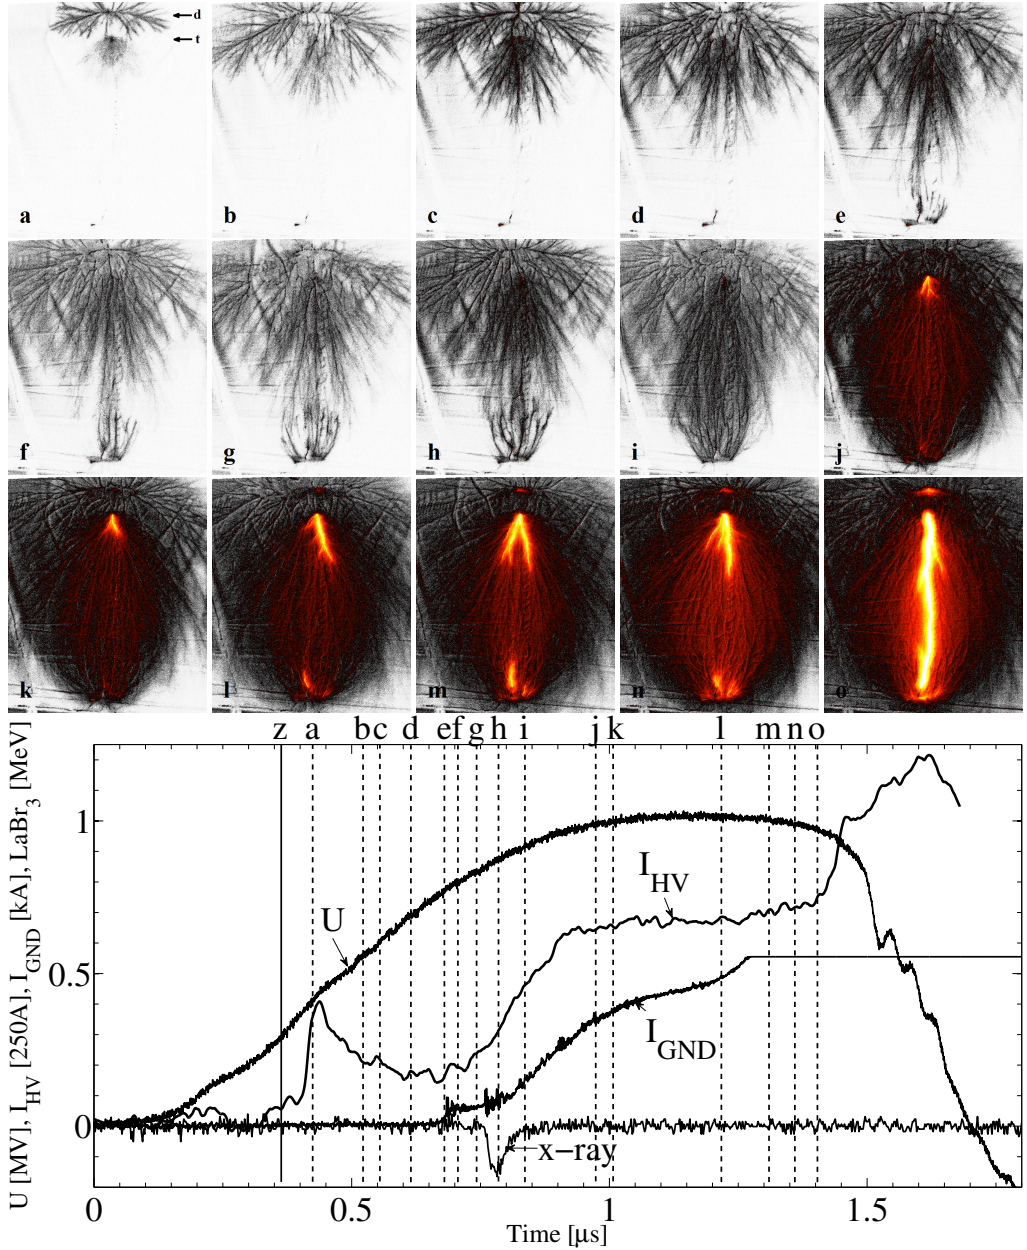 d
t
a
b
c
d
e
f
g
h
i
j
k
l
m
n
o
z a b c d e f g h i j k l m n o
U [MV], I_HV [250A], I_GND [kA], LaBr_3 [MeV]
1
0.5
0
U
I_HV
I_GND
x-ray
0 0.5 1 1.5
Time [μs]